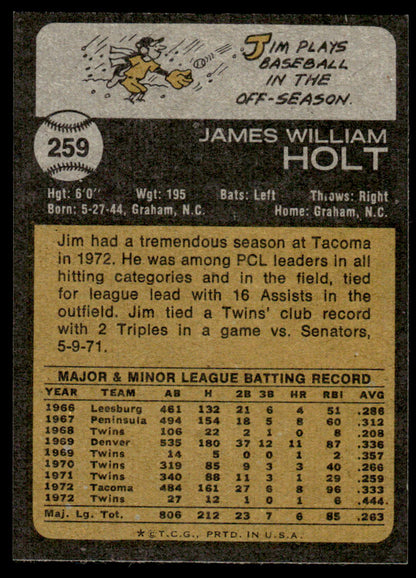 JIM PLAYS
BASEBALL
IN THE
OFF-SEASON.
259
JAMES WILLIAM
HOLT
Hgt: 6'0" Wgt: 195 Bats: Left Throws: Right
Born: 5-27-44, Graham, N.C. Home: Graham, N.C.
Jim had a tremendous season at Tacoma
in 1972. He was among PCL leaders in all
hitting categories and in the field, tied
for league lead with 16 Assists in the
outfield. Jim tied a Twins' club record
with 2 Triples in a game vs. Senators,
5-9-71.
MAJOR & MINOR LEAGUE BATTING RECORD
YEAR TEAM AB H 2B 3B HR RBI AVG
1966 Leesburg 461 132 21 6 4 51 .286
1967 Peninsula 494 154 18 5 8 60 .312
1968 Twins 106 22 2 1 0 8 .208
1969 Denver 535 180 37 12 11 87 .336
1969 Twins 14 5 0 0 1 2 .357
1970 Twins 319 85 9 3 3 40 .266
1971 Twins 340 88 11 3 1 29 .259
1972 Tacoma 484 161 27 6 8 96 .333
1972 Twins 27 12 1 0 1 6 .444
Maj. Lg. Tot. 806 212 23 7 6 85 .263
* © T.C.G., PRTD. IN U.S.A.